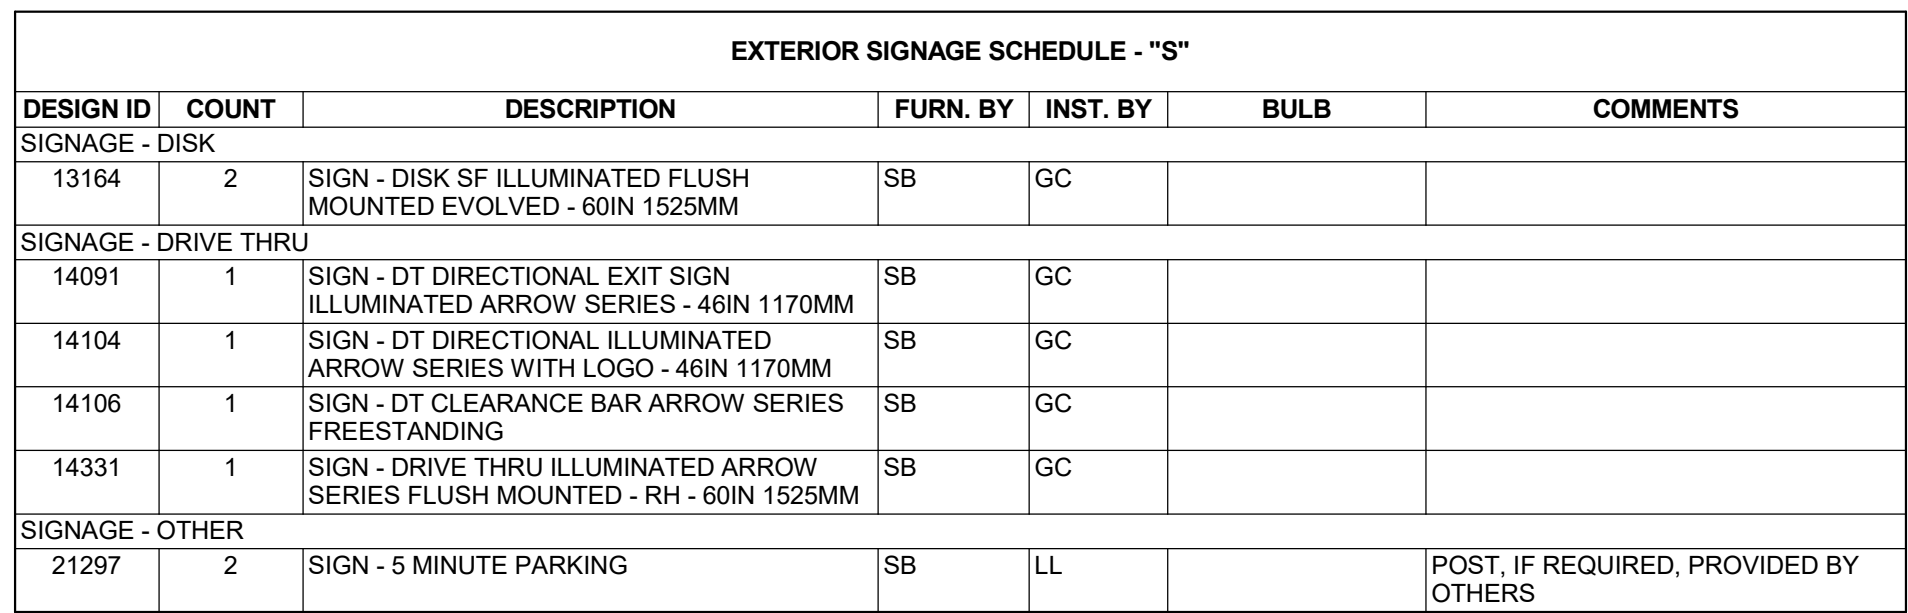 EXTERIOR SIGNAGE SCHEDULE - "S"
DESIGN ID COUNT DESCRIPTION FURN. BY INST. BY BULB COMMENTS
SIGNAGE - DISK
13164 2 SIGN - DISK SF ILLUMINATED FLUSH SB GC
MOUNTED EVOLVED - 60IN 1525MM
SIGNAGE - DRIVE THRU
14091 1 SIGN - DT DIRECTIONAL EXIT SIGN SB GC
ILLUMINATED ARROW SERIES - 46IN 1170MM
14104 1 SIGN - DT DIRECTIONAL ILLUMINATED SB GC
ARROW SERIES WITH LOGO - 46IN 1170MM
14106 1 SIGN - DT CLEARANCE BAR ARROW SERIES SB GC
FREESTANDING
14331 1 SIGN - DRIVE THRU ILLUMINATED ARROW SB GC
SERIES FLUSH MOUNTED - RH - 60IN 1525MM
SIGNAGE - OTHER
21297 2 SIGN - 5 MINUTE PARKING SB LL POST, IF REQUIRED, PROVIDED BY
OTHERS